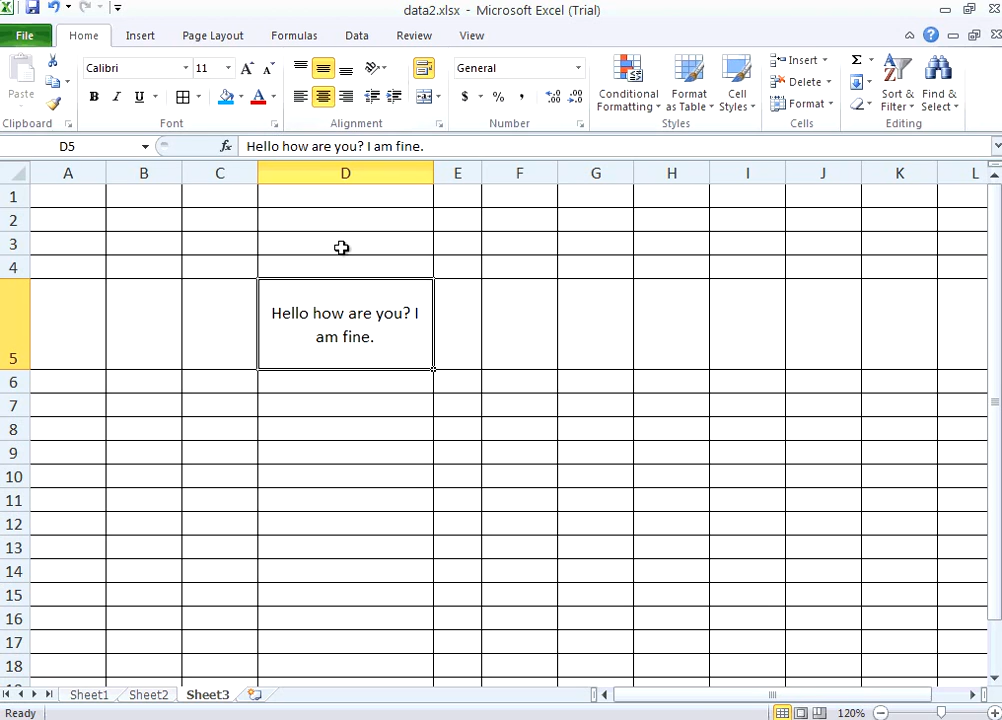 data2.xlsx - Microsoft Excel (Trial)
File Home Insert Page Layout Formulas Data Review View
Paste
Calibri 11
B I U A
General
$ % ,
Conditional Formatting
Format as Table
Cell Styles
Insert
Delete
Format
Σ
Sort & Filter
Find & Select
Clipboard Font Alignment Number Styles Cells Editing
D5 fx Hello how are you? I am fine.
A B C D E F G H I J K L
1
2
3
4
Hello how are you? I
am fine.
5
6
7
8
9
10
11
12
13
14
15
16
17
18
Sheet1 Sheet2 Sheet3
Ready 120%